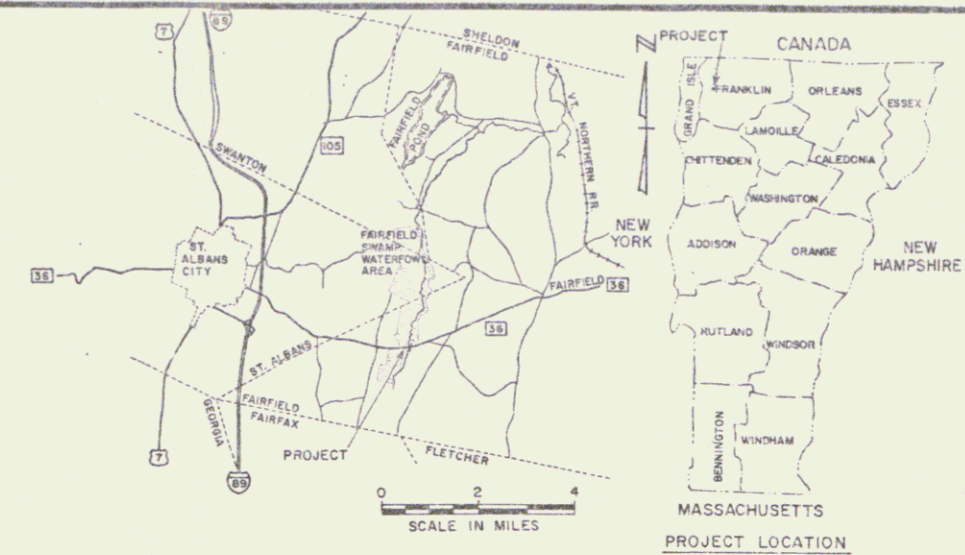 7
89
SHELDON
FAIRFIELD
N
PROJECT
CANADA
GRAND ISLE
FRANKLIN
ORLEANS
ESSEX
LAMOILLE
CHITTENDEN
CALEDONIA
WASHINGTON
ADDISON
ORANGE
NEW
YORK
NEW
HAMPSHIRE
RUTLAND
WINDSOR
BENNINGTON
WINDHAM
MASSACHUSETTS
PROJECT LOCATION
FAIRFIELD
POND
VT.
NORTHERN RR.
105
SWANTON
FAIRFIELD
SWAMP
WATERFOWL
AREA
ST.
ALBANS
CITY
36
FAIRFIELD
36
36
ST. ALBANS
FAIRFIELD
FAIRFAX
GEORGIA
FLETCHER
PROJECT
7
89
0 2 4
SCALE IN MILES